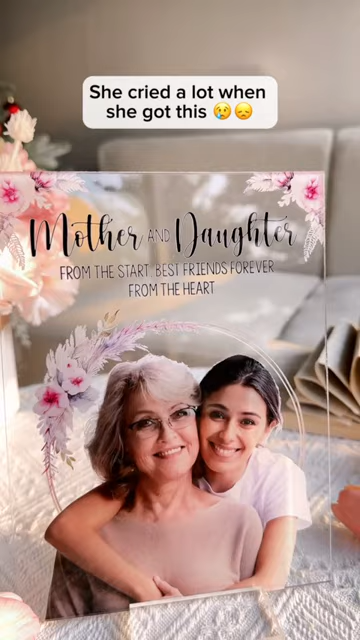 She cried a lot when
she got this 😢😞
Mother AND Daughter
FROM THE START, BEST FRIENDS FOREVER
FROM THE HEART